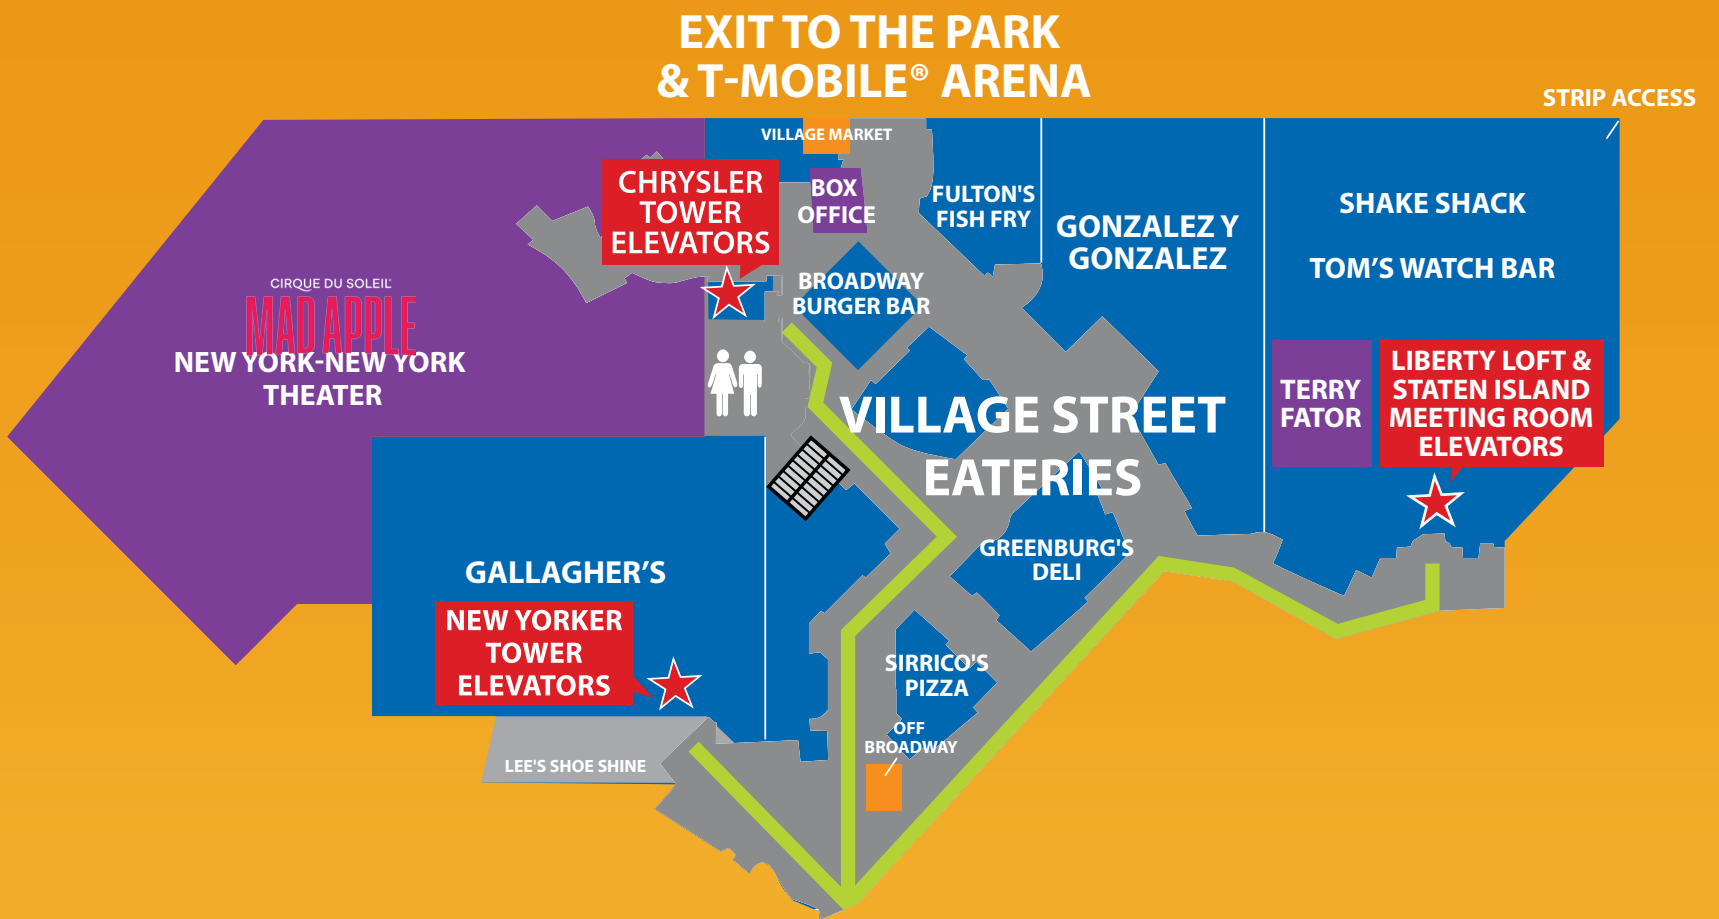 EXIT TO THE PARK
& T-MOBILE® ARENA
STRIP ACCESS
VILLAGE MARKET
CHRYSLER
TOWER
ELEVATORS
BOX
OFFICE
FULTON'S
FISH FRY
GONZALEZ Y
GONZALEZ
SHAKE SHACK
TOM'S WATCH BAR
CIRQUE DU SOLEIL
MAD APPLE
NEW YORK-NEW YORK
THEATER
BROADWAY
BURGER BAR
VILLAGE STREET
EATERIES
TERRY
FATOR
LIBERTY LOFT &
STATEN ISLAND
MEETING ROOM
ELEVATORS
GREENBURG'S
DELI
GALLAGHER'S
NEW YORKER
TOWER
ELEVATORS
SIRRICO'S
PIZZA
OFF
BROADWAY
LEE'S SHOE SHINE